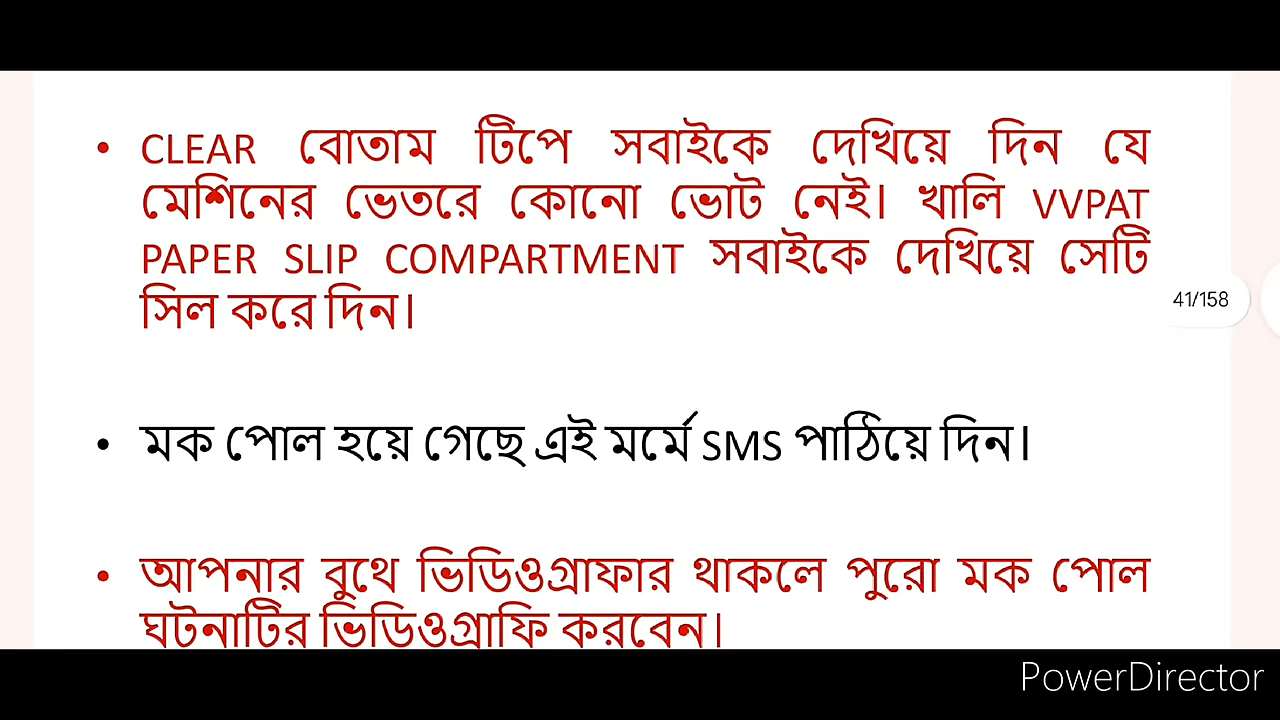 • CLEAR বোতাম টিপে সবাইকে দেখিয়ে দিন যে
মেশিনের ভেতরে কোনো ভোট নেই। খালি VVPAT
PAPER SLIP COMPARTMENT সবাইকে দেখিয়ে সেটি
সিল করে দিন।
41/158
• মক পোল হয়ে গেছে এই মর্মে SMS পাঠিয়ে দিন।
• আপনার বুথে ভিডিওগ্রাফার থাকলে পুরো মক পোল
ঘটনাটির ভিডিওগ্রাফি করবেন।
PowerDirector